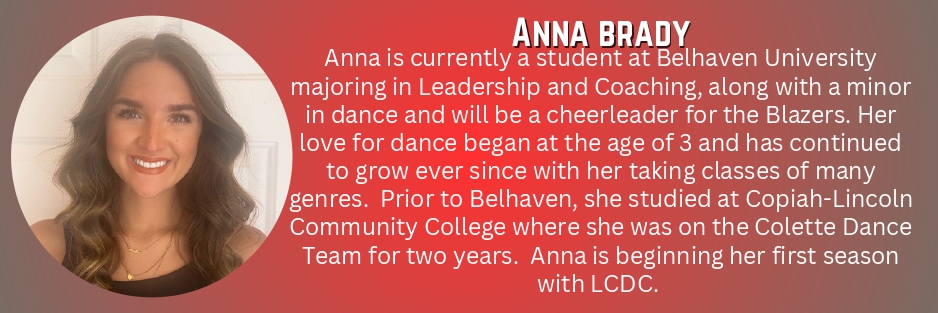 ANNA BRADY
Anna is currently a student at Belhaven University
majoring in Leadership and Coaching, along with a minor
in dance and will be a cheerleader for the Blazers. Her
love for dance began at the age of 3 and has continued
to grow ever since with her taking classes of many
genres.  Prior to Belhaven, she studied at Copiah-Lincoln
Community College where she was on the Colette Dance
Team for two years.  Anna is beginning her first season
with LCDC.